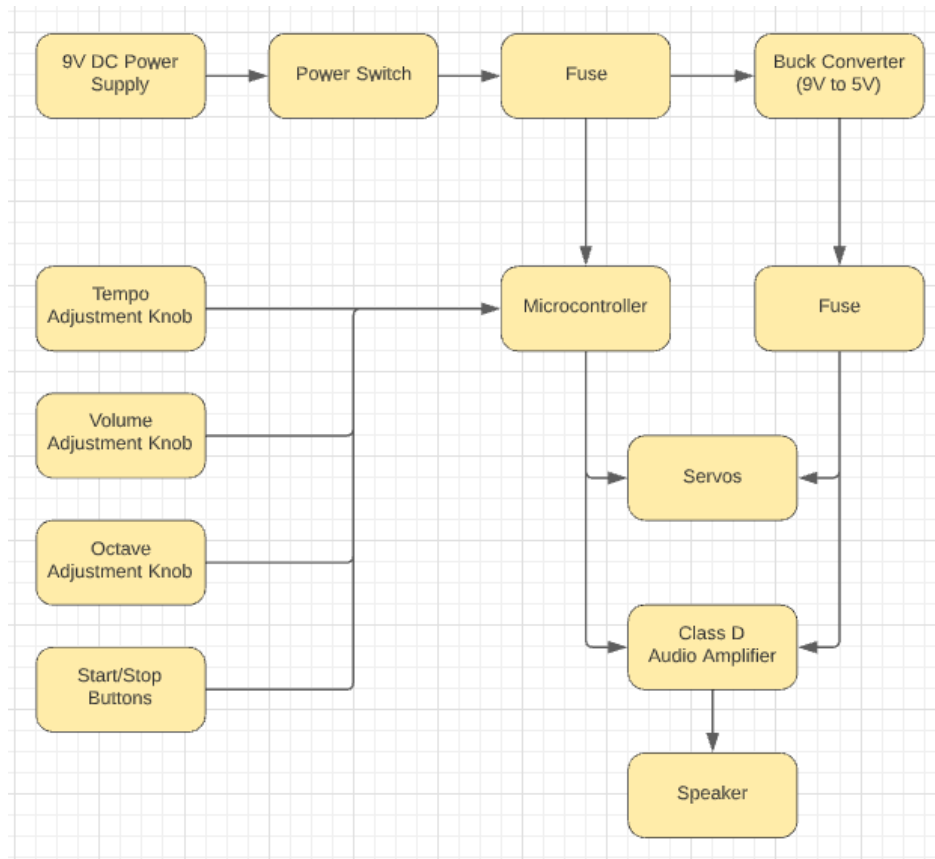 9V DC Power
Supply
Power Switch
Fuse
Buck Converter
(9V to 5V)
Tempo
Adjustment Knob
Microcontroller
Fuse
Volume
Adjustment Knob
Servos
Octave
Adjustment Knob
Class D
Audio Amplifier
Start/Stop
Buttons
Speaker